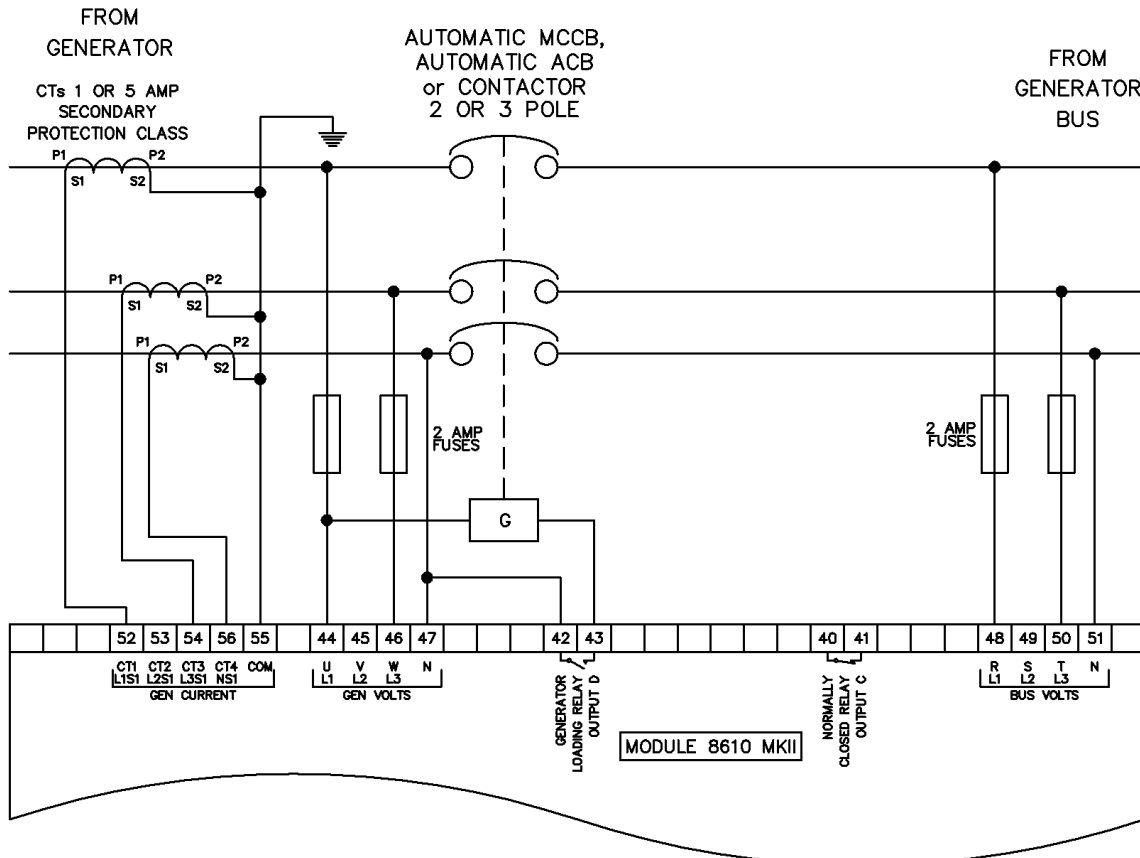 FROM
GENERATOR
CTs 1 OR 5 AMP
SECONDARY
PROTECTION CLASS
AUTOMATIC MCCB,
AUTOMATIC ACB
or CONTACTOR
2 OR 3 POLE
FROM
GENERATOR
BUS
P1 P2
S1 S2
P1 P2
S1 S2
P1 P2
S1 S2
2 AMP
FUSES
2 AMP
FUSES
G
52 53 54 56 55 44 45 46 47 42 43 40 41 48 49 50 51
CT1 CT2 CT3 CT4 COM
L1S1 L2S1 L3S1 NS1
GEN CURRENT
U V W N
L1 L2 L3
GEN VOLTS
GENERATOR
LOADING RELAY
OUTPUT D
MODULE 8610 MKII
NORMALLY
CLOSED RELAY
OUTPUT C
R S T N
L1 L2 L3
BUS VOLTS